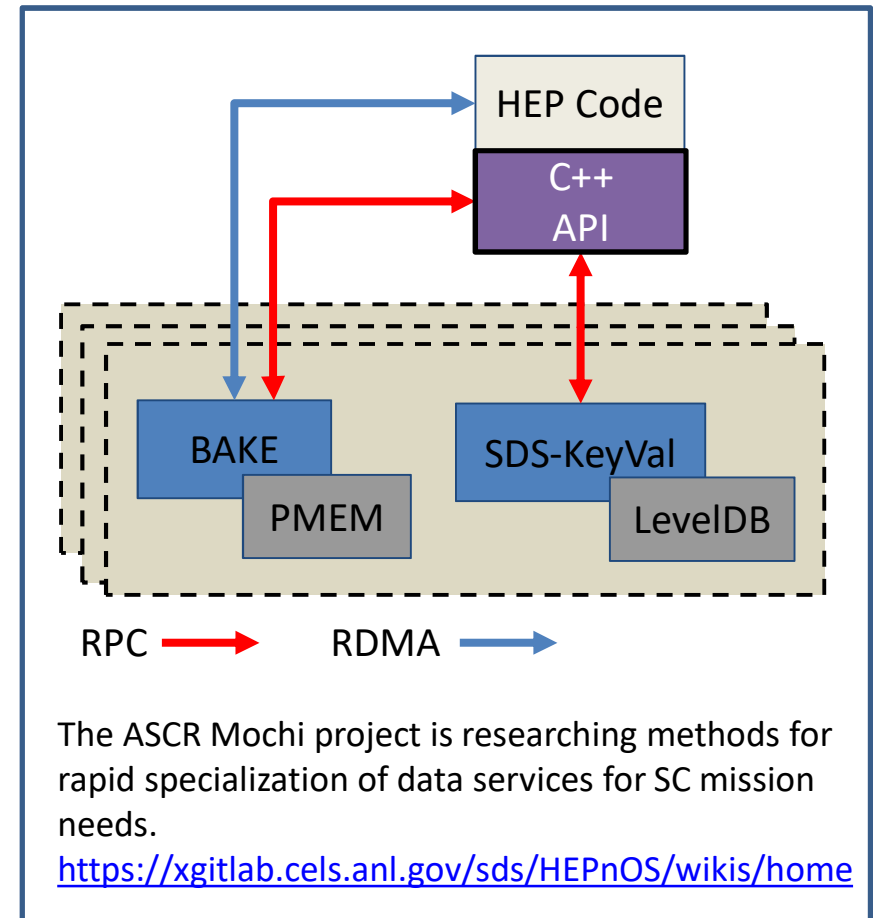 HEP Code
C++
API
BAKE
PMEM
SDS-KeyVal
LevelDB
RPC
RDMA
The ASCR Mochi project is researching methods for
rapid specialization of data services for SC mission
needs.
https://xgitlab.cels.anl.gov/sds/HEPnOS/wikis/home